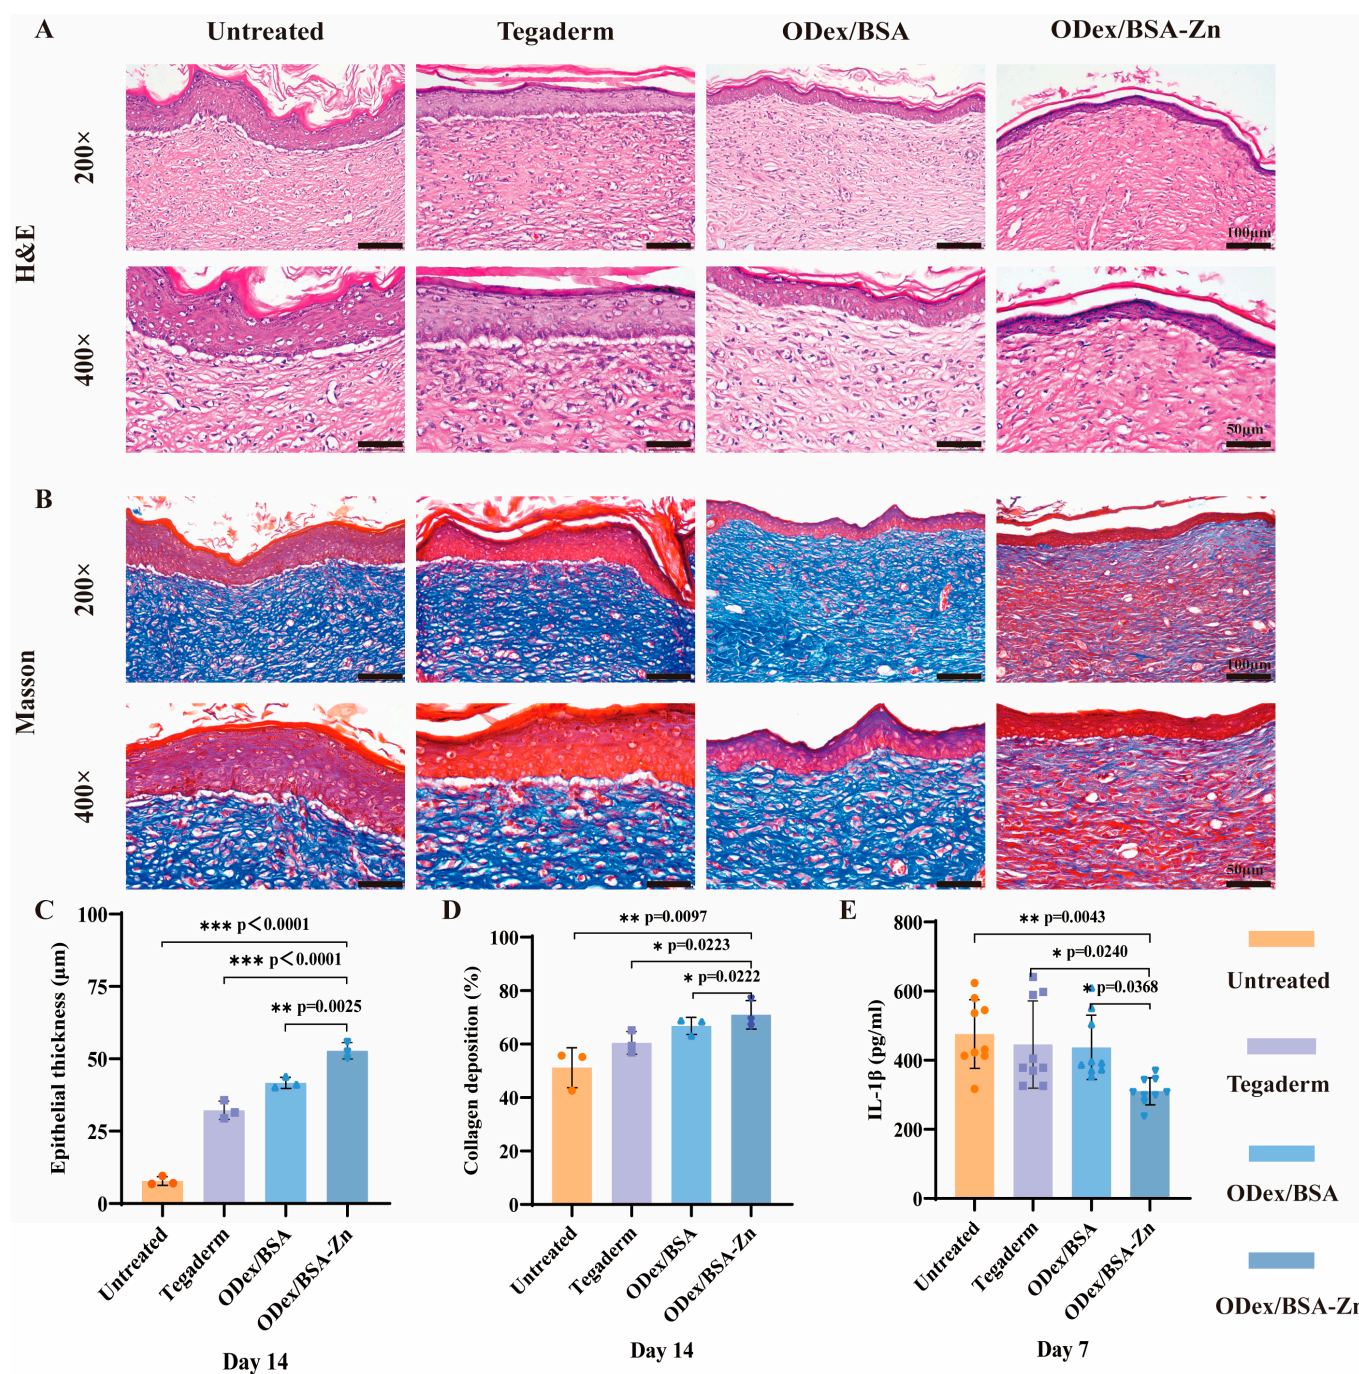 A
Untreated
Tegaderm
ODex/BSA
ODex/BSA-Zn
H&E
200×
100μm
400×
50μm
B
Masson
200×
100μm
400×
50μm
C
Epithelial thickness (μm)
100
75
50
25
0
*** p<0.0001
*** p<0.0001
** p=0.0025
Untreated
Tegaderm
ODex/BSA
ODex/BSA-Zn
Day 14
D
Collagen deposition (%)
100
80
60
40
20
0
** p=0.0097
* p=0.0223
* p=0.0222
Untreated
Tegaderm
ODex/BSA
ODex/BSA-Zn
Day 14
E
IL-1β (pg/ml)
800
600
400
200
0
** p=0.0043
* p=0.0240
* p=0.0368
Untreated
Tegaderm
ODex/BSA
ODex/BSA-Zn
Day 7
Untreated
Tegaderm
ODex/BSA
ODex/BSA-Zn